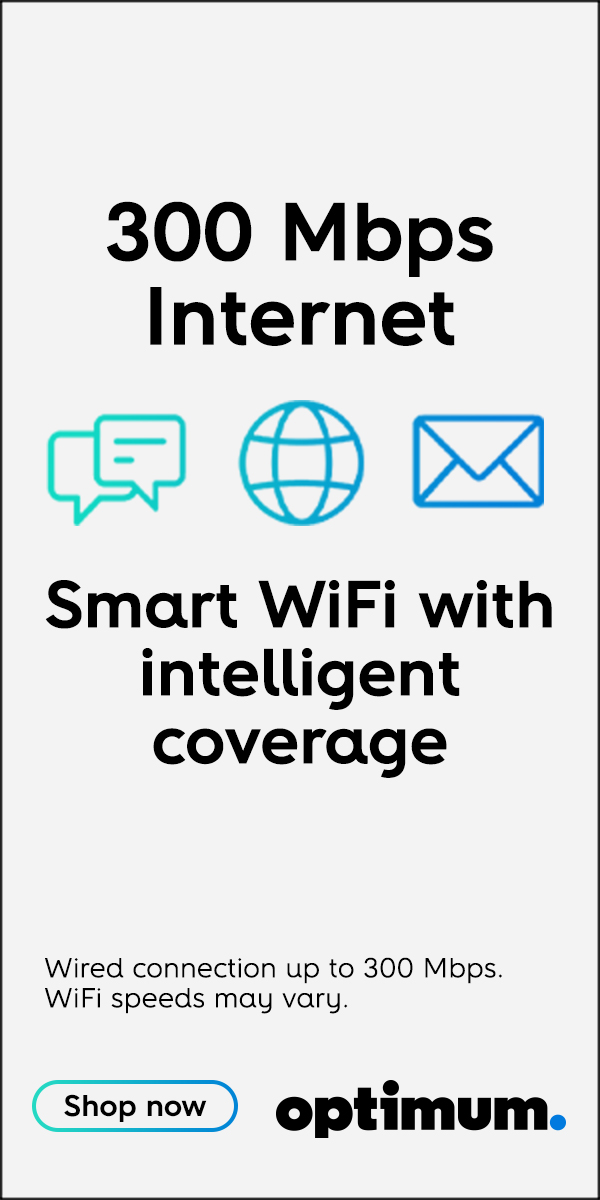 300 Mbps
Internet
Smart WiFi with
intelligent
coverage
Wired connection up to 300 Mbps.
WiFi speeds may vary.
Shop now
optimum.